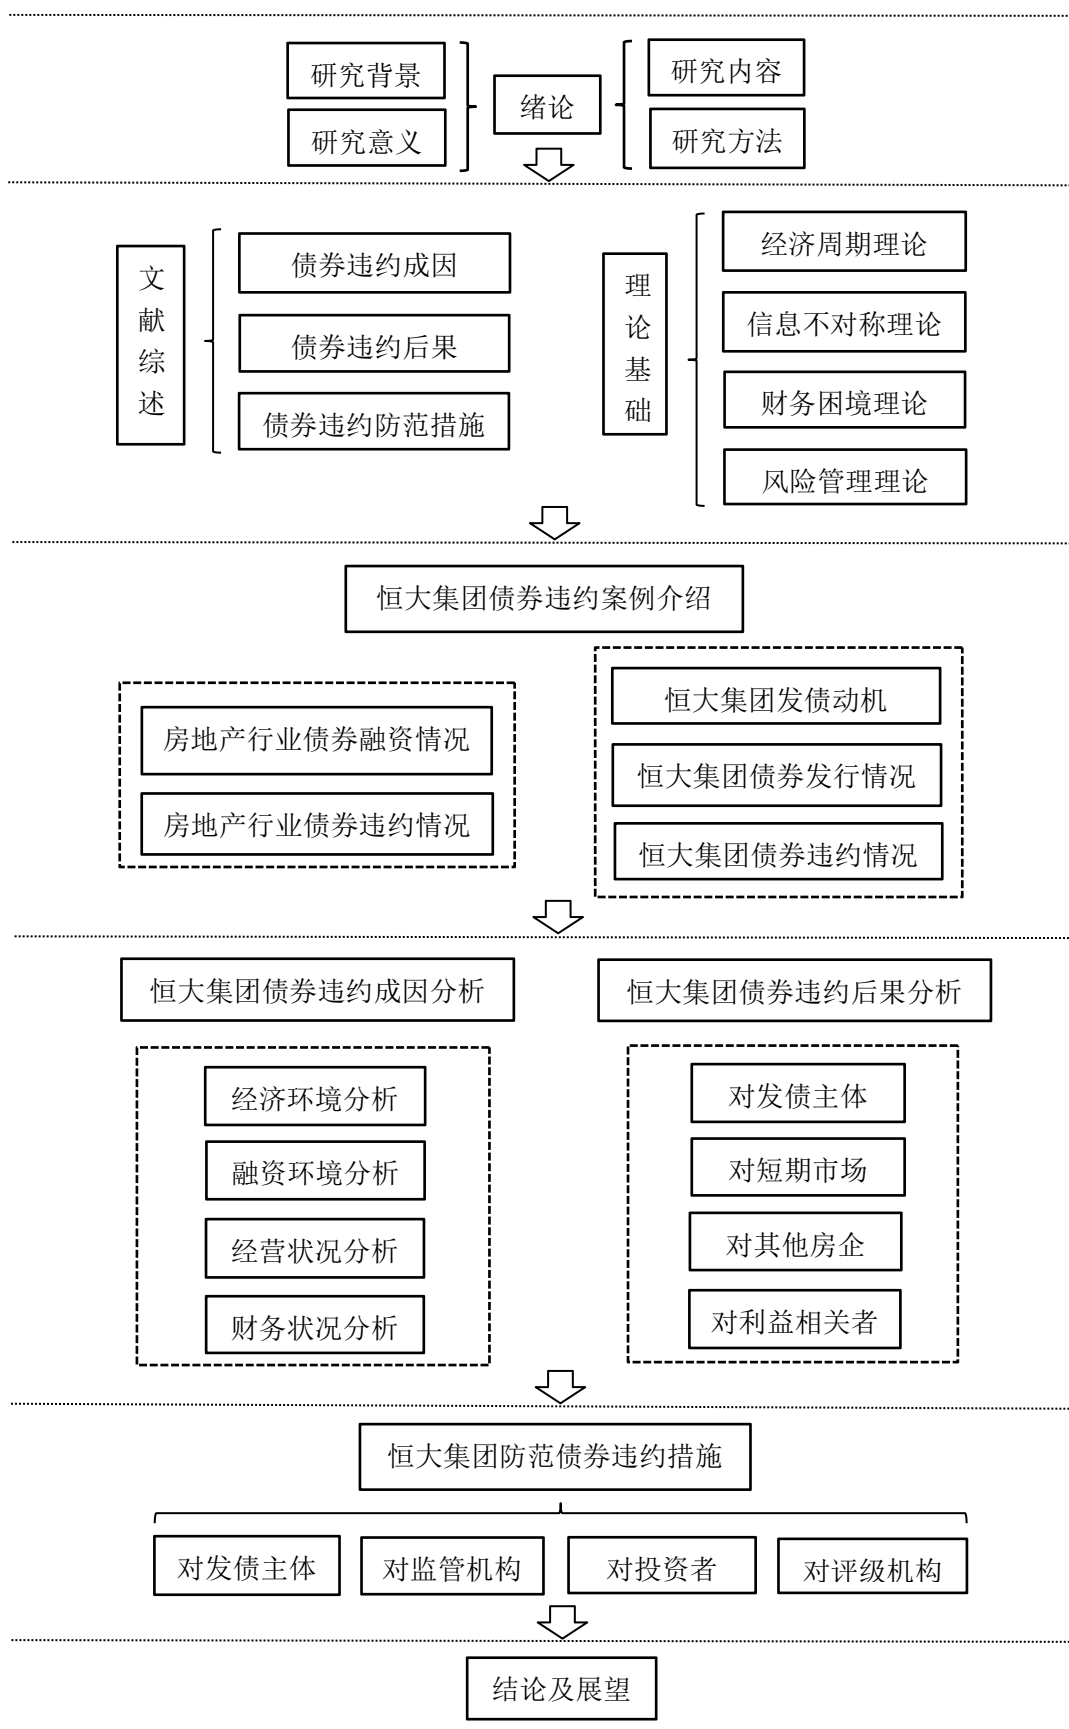 研究背景
研究意义
绪论
研究内容
研究方法
文献综述
债券违约成因
债券违约后果
债券违约防范措施
理论基础
经济周期理论
信息不对称理论
财务困境理论
风险管理理论
恒大集团债券违约案例介绍
房地产行业债券融资情况
房地产行业债券违约情况
恒大集团发债动机
恒大集团债券发行情况
恒大集团债券违约情况
恒大集团债券违约成因分析
经济环境分析
融资环境分析
经营状况分析
财务状况分析
恒大集团债券违约后果分析
对发债主体
对短期市场
对其他房企
对利益相关者
恒大集团防范债券违约措施
对发债主体
对监管机构
对投资者
对评级机构
结论及展望